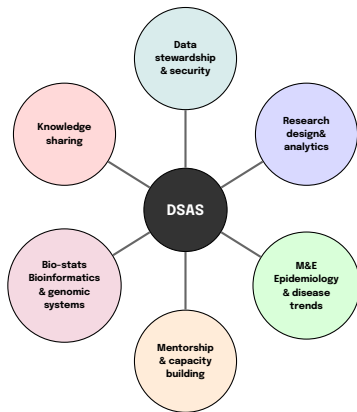 Data
stewardship
& security
Knowledge
sharing
Research
design&
analytics
DSAS
Bio-stats
Bioinformatics
& genomic
systems
M&E
Epidemiology
& disease
trends
Mentorship
& capacity
building